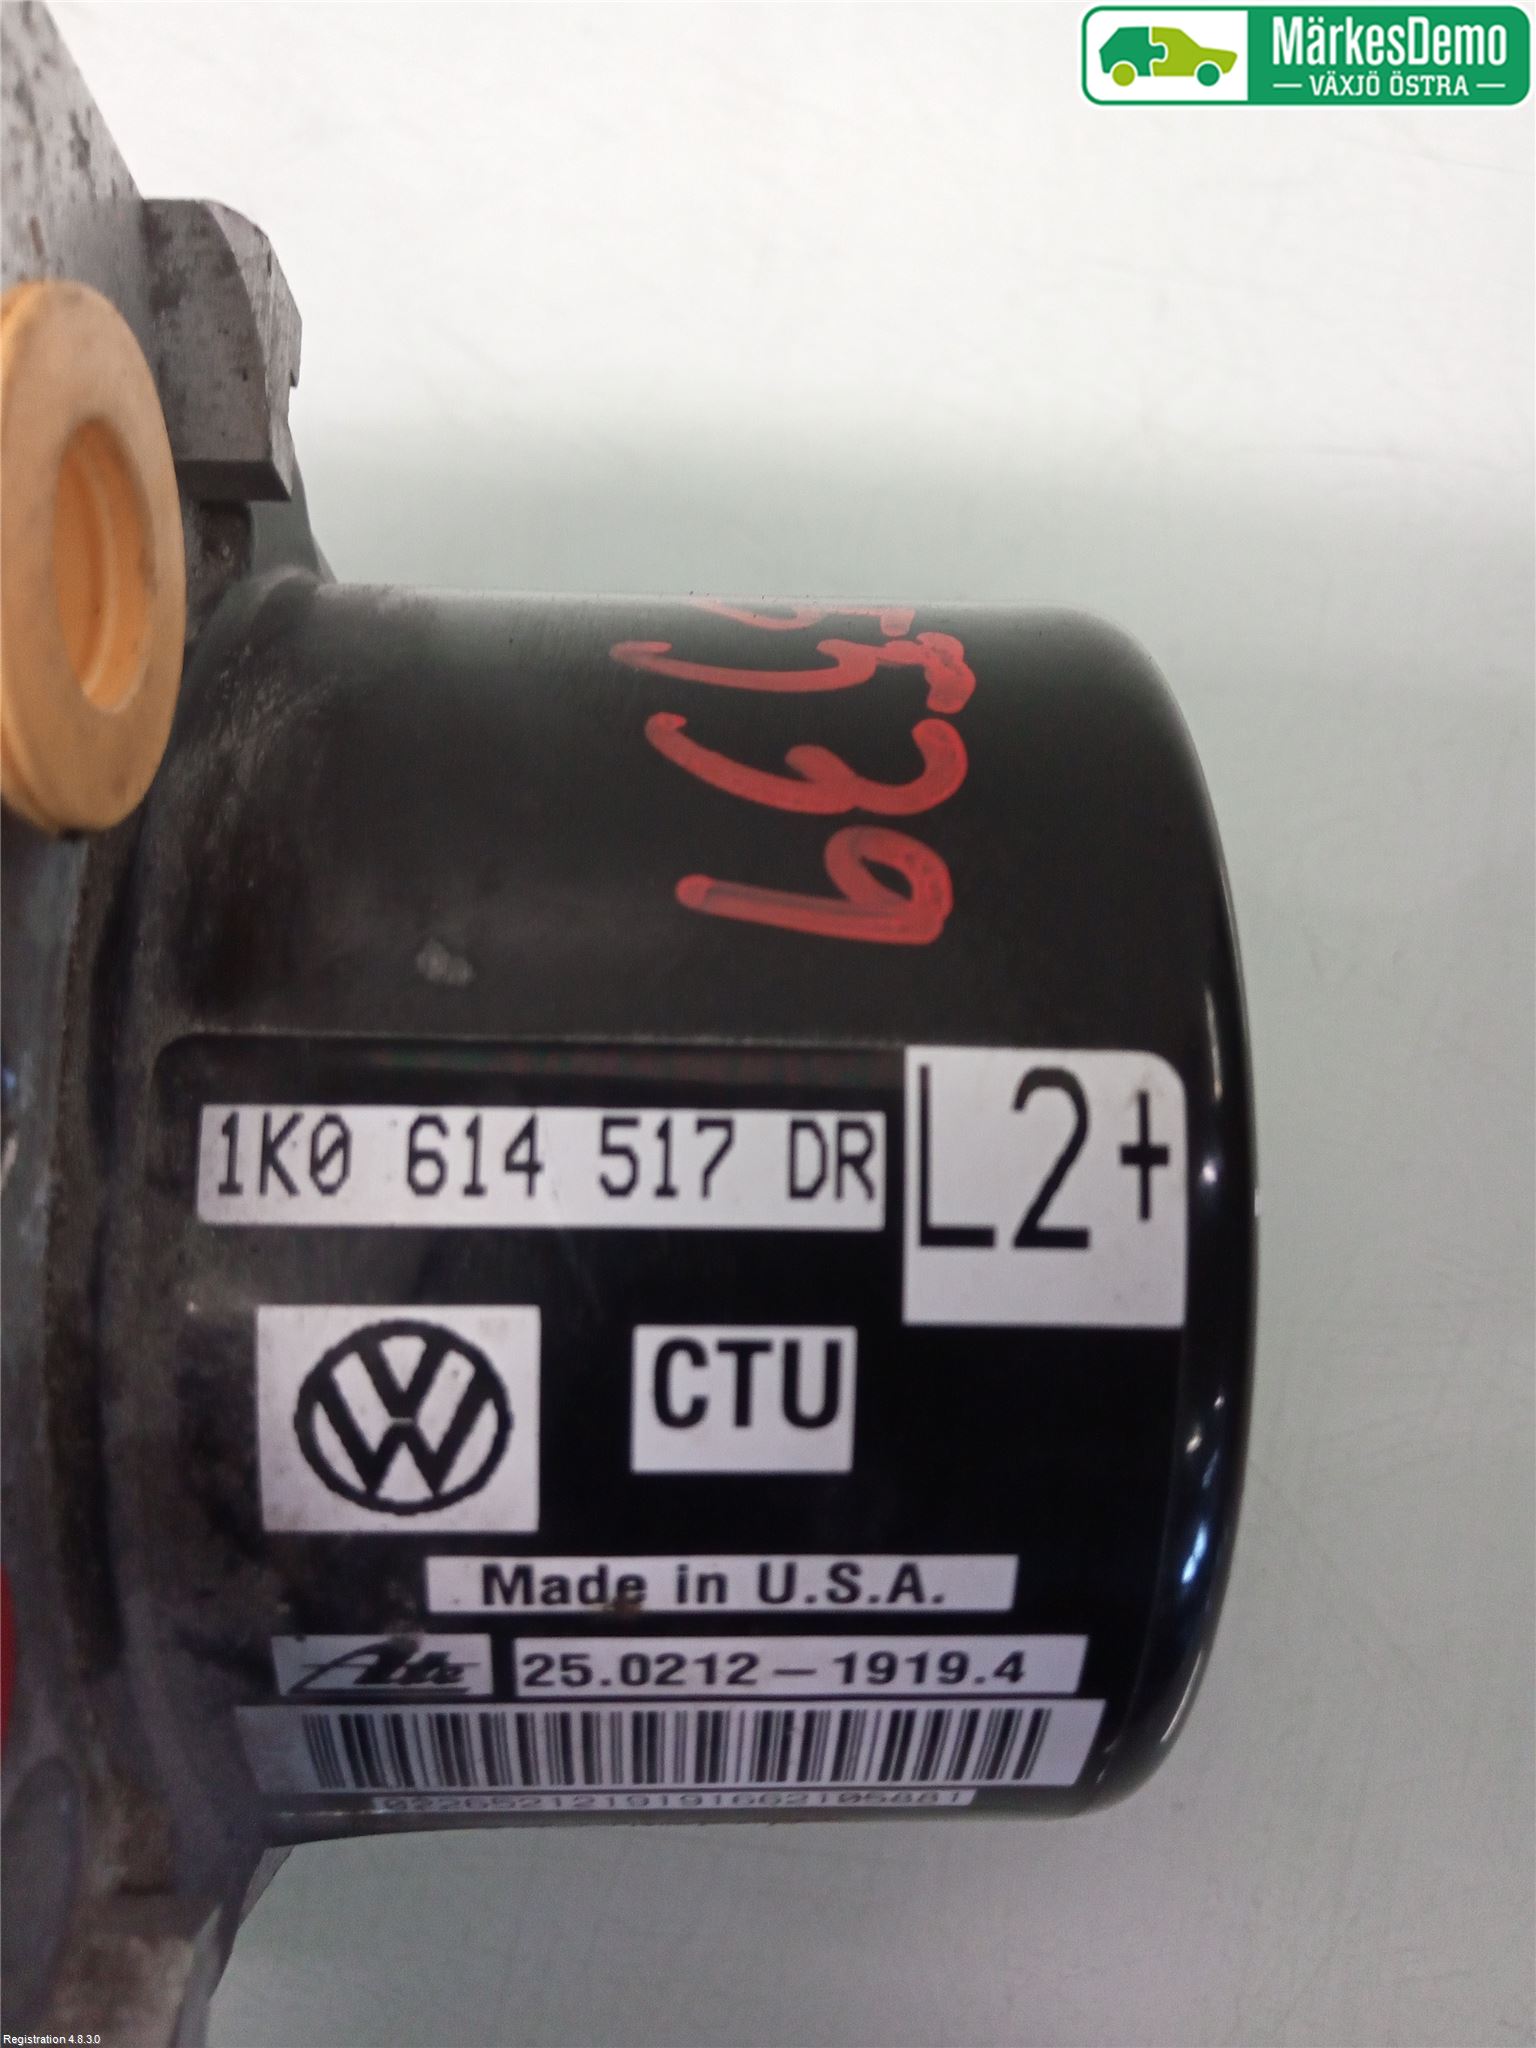 MärkesDemo
VÄXJÖ ÖSTRA
1K0 614 517 DR
L2+
CTU
Made in U.S.A.
Ate
25.0212-1919.4
Registration 4.8.3.0